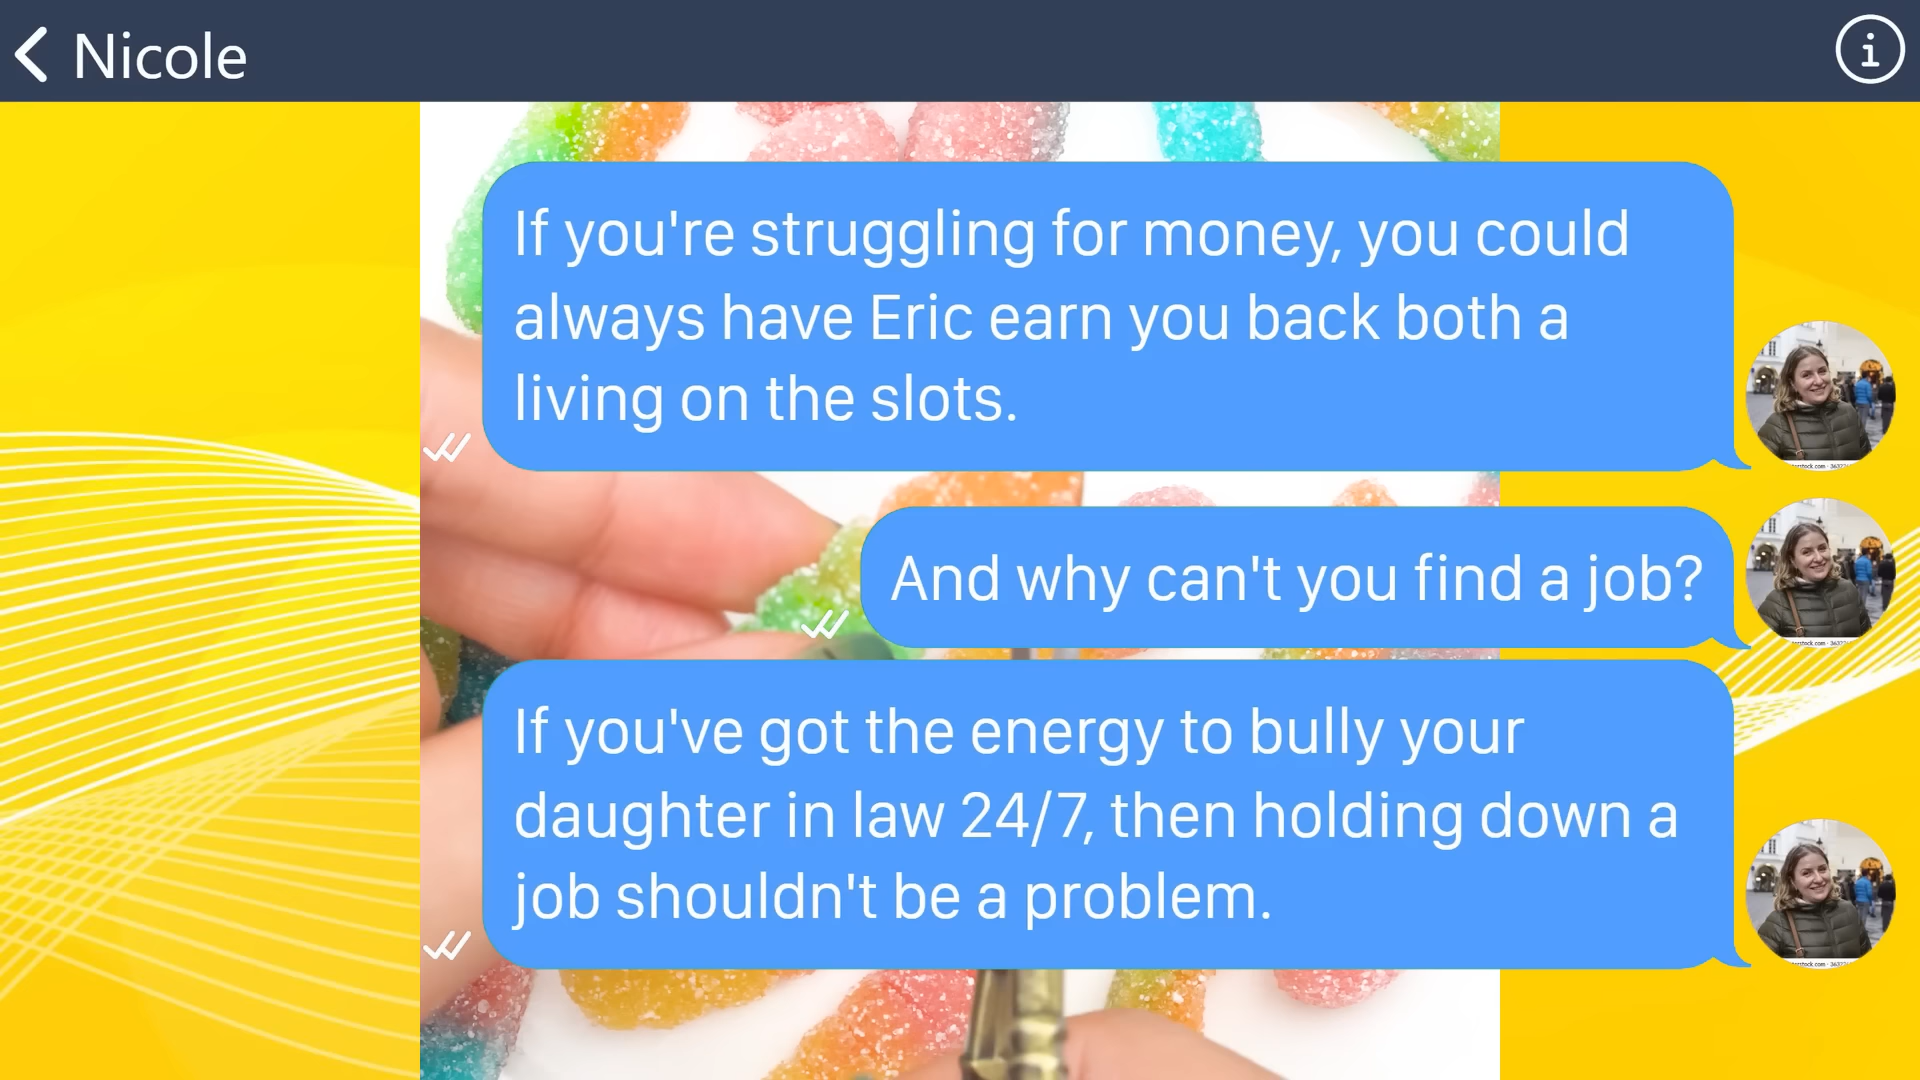 Nicole
If you're struggling for money, you could
always have Eric earn you back both a
living on the slots.
And why can't you find a job?
If you've got the energy to bully your
daughter in law 24/7, then holding down a
job shouldn't be a problem.